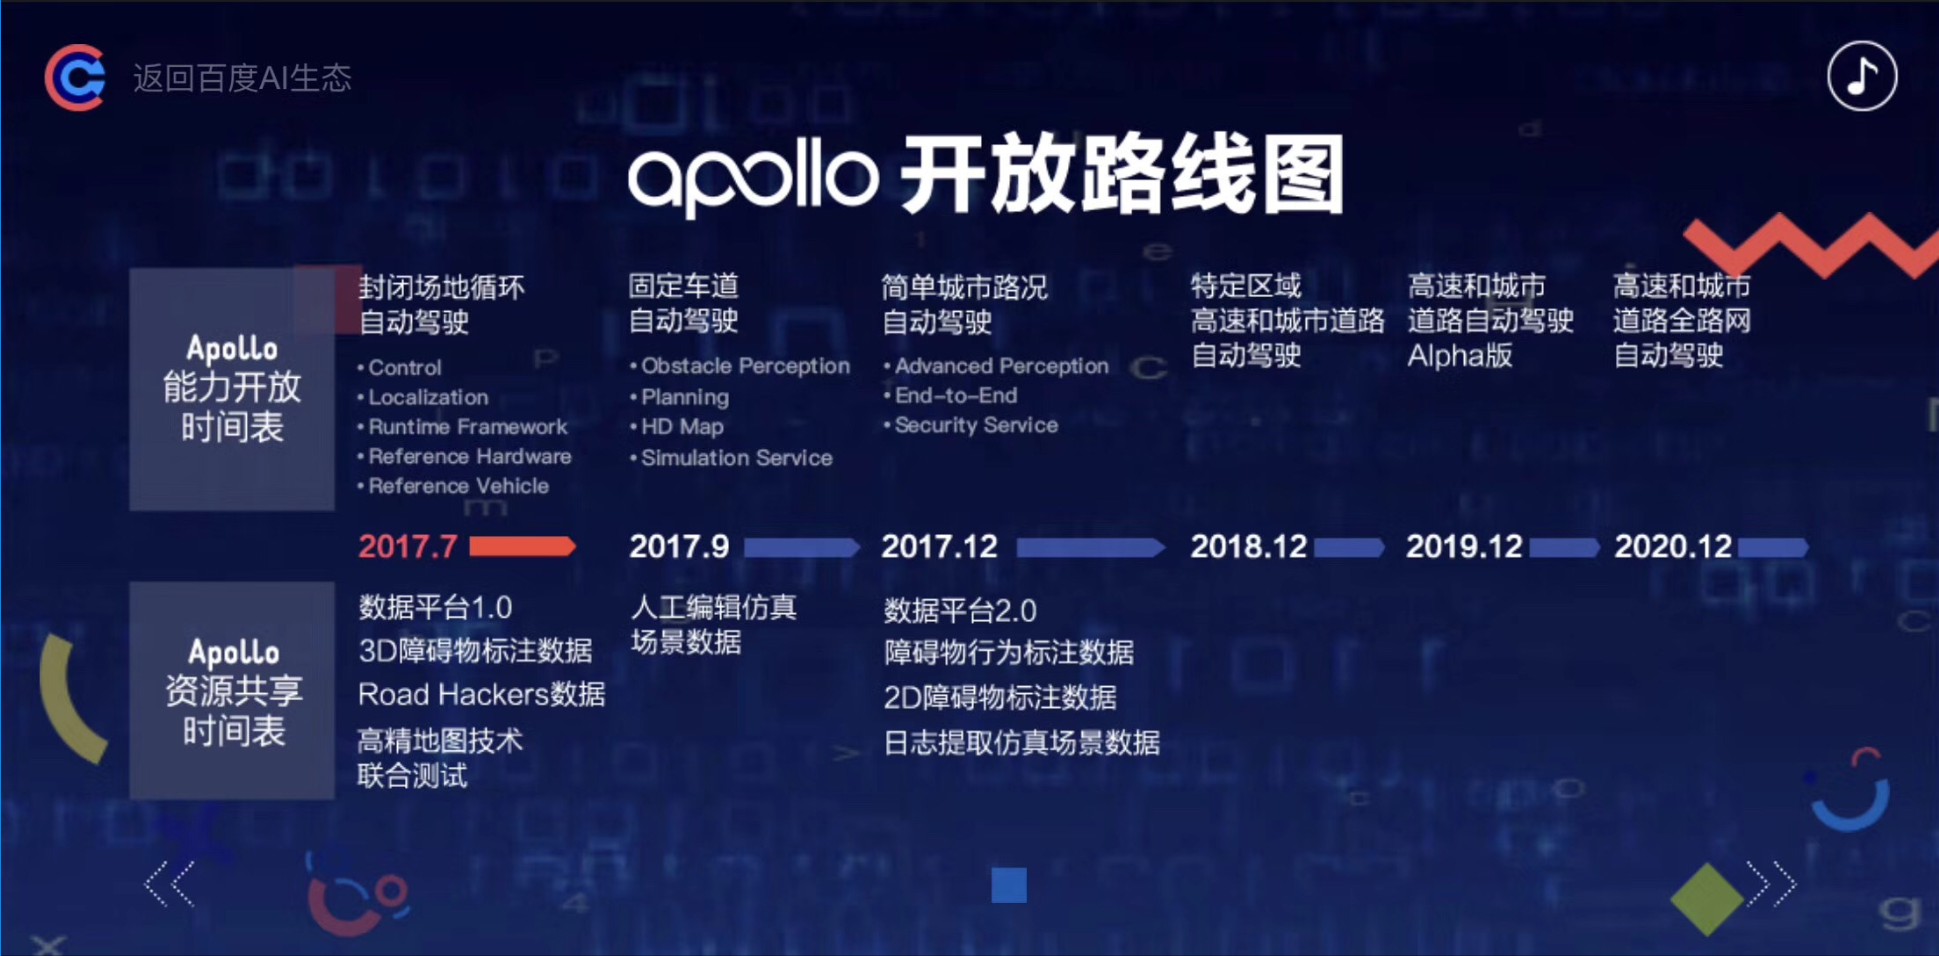 返回百度AI生态
apollo 开放路线图
Apollo
能力开放
时间表
封闭场地循环
自动驾驶
•Control
•Localization
•Runtime Framework
•Reference Hardware
•Reference Vehicle
固定车道
自动驾驶
•Obstacle Perception
•Planning
•HD Map
•Simulation Service
简单城市路况
自动驾驶
•Advanced Perception
•End-to-End
•Security Service
特定区域
高速和城市道路
自动驾驶
高速和城市
道路自动驾驶
Alpha版
高速和城市
道路全路网
自动驾驶
2017.7
2017.9
2017.12
2018.12
2019.12
2020.12
Apollo
资源共享
时间表
数据平台1.0
3D障碍物标注数据
Road Hackers数据
高精地图技术
联合测试
人工编辑仿真
场景数据
数据平台2.0
障碍物行为标注数据
2D障碍物标注数据
日志提取仿真场景数据